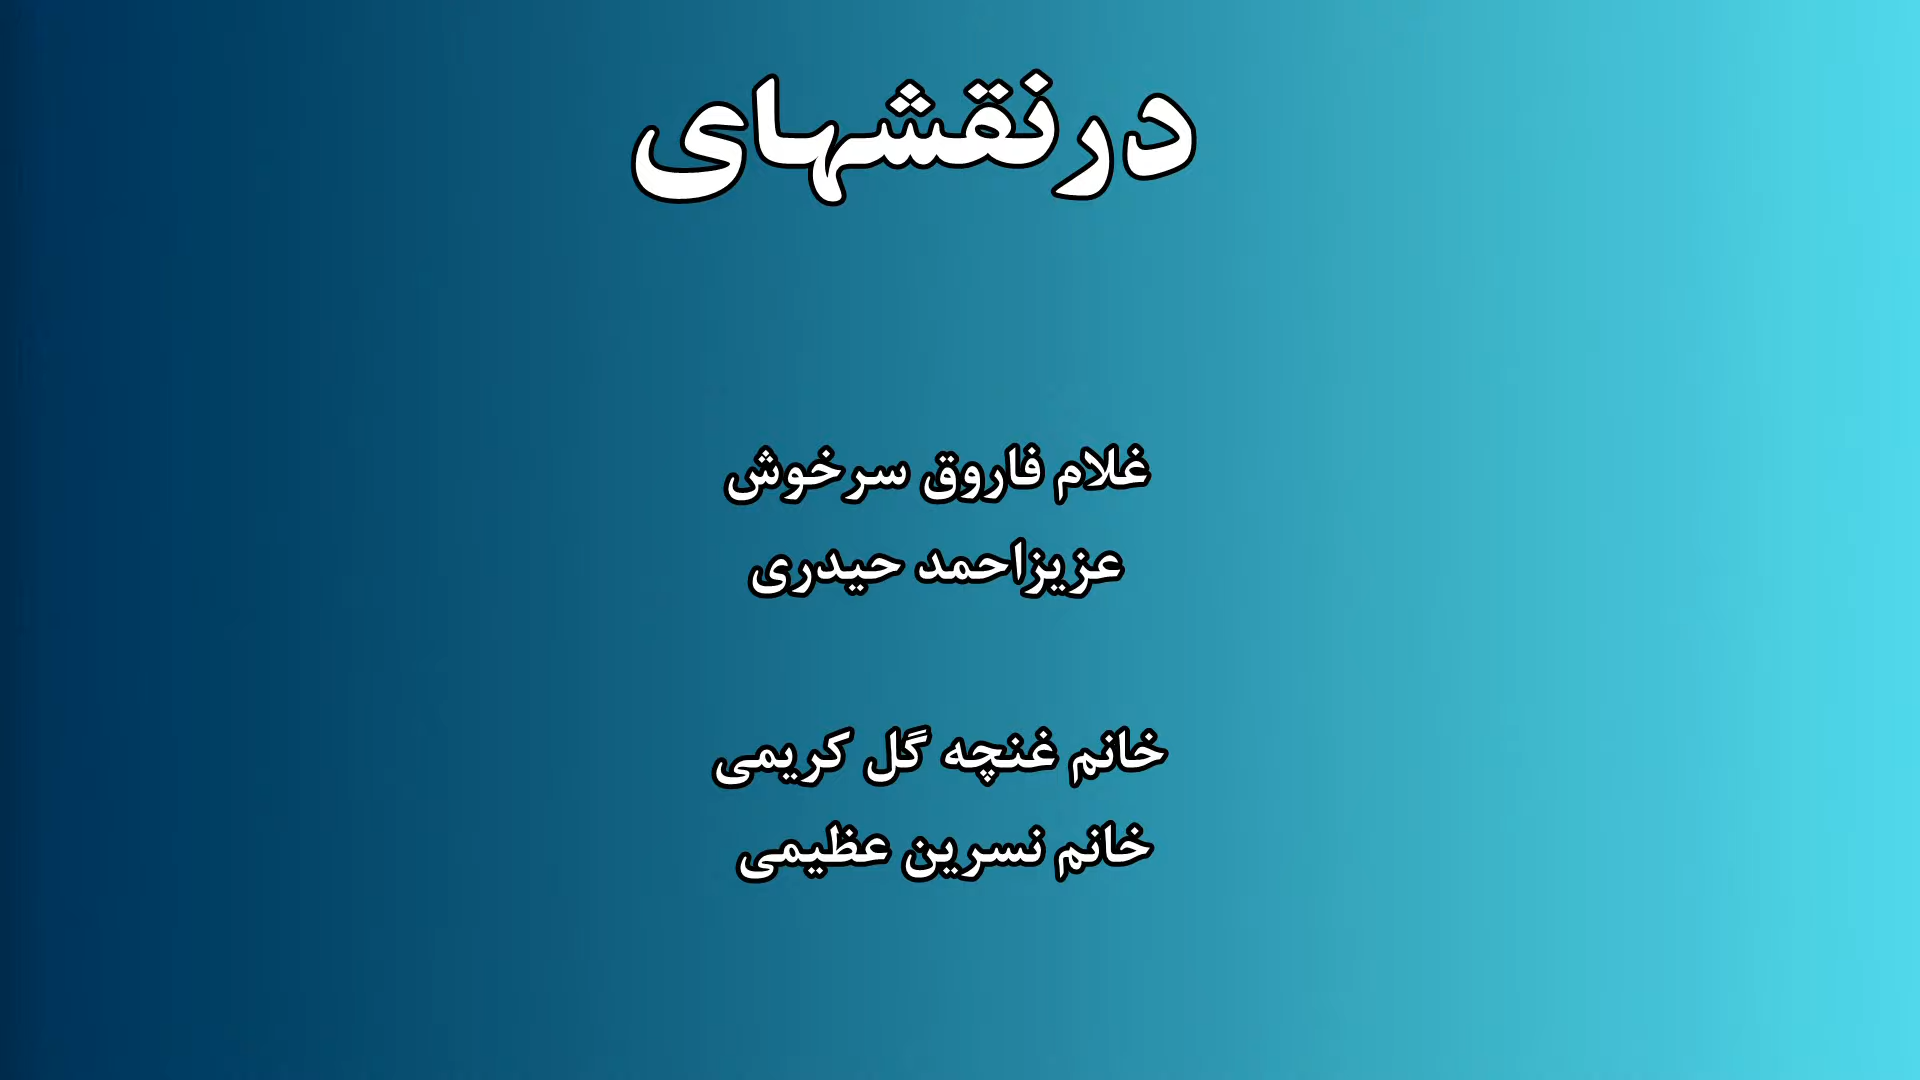 درنقشهای
غلام فاروق سرخوش
عزیزاحمد حیدری
خانم غنچه گل کریمی
خانم نسرین عظیمی